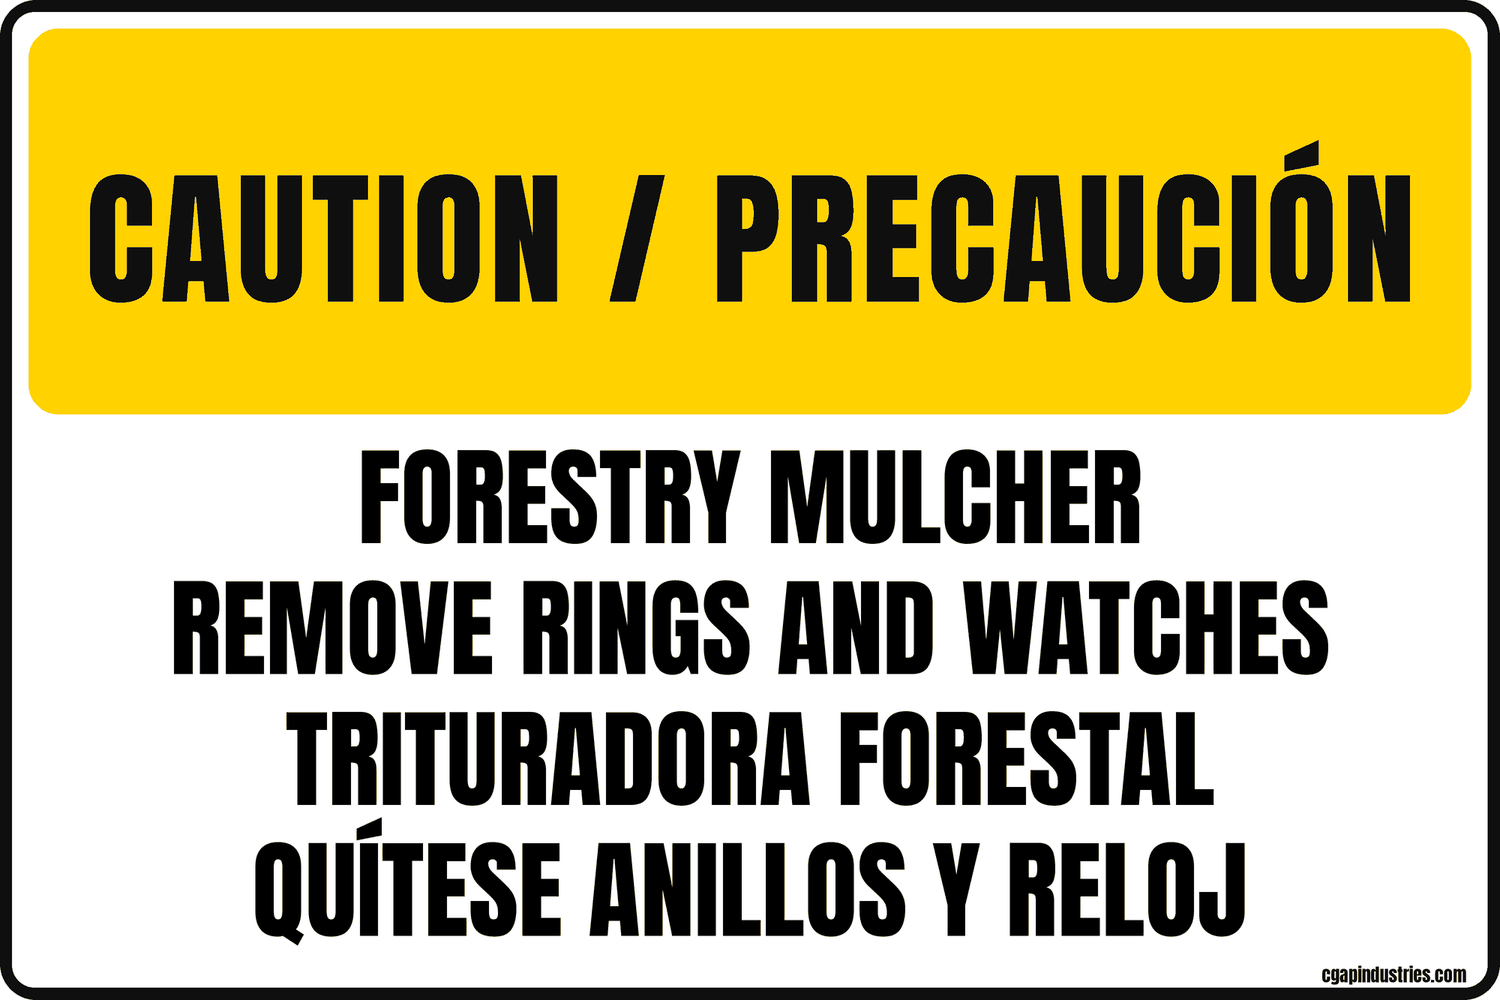 CAUTION / PRECAUCIÓN
FORESTRY MULCHER
REMOVE RINGS AND WATCHES
TRITURADORA FORESTAL
QUÍTESE ANILLOS Y RELOJ
cgapindustries.com